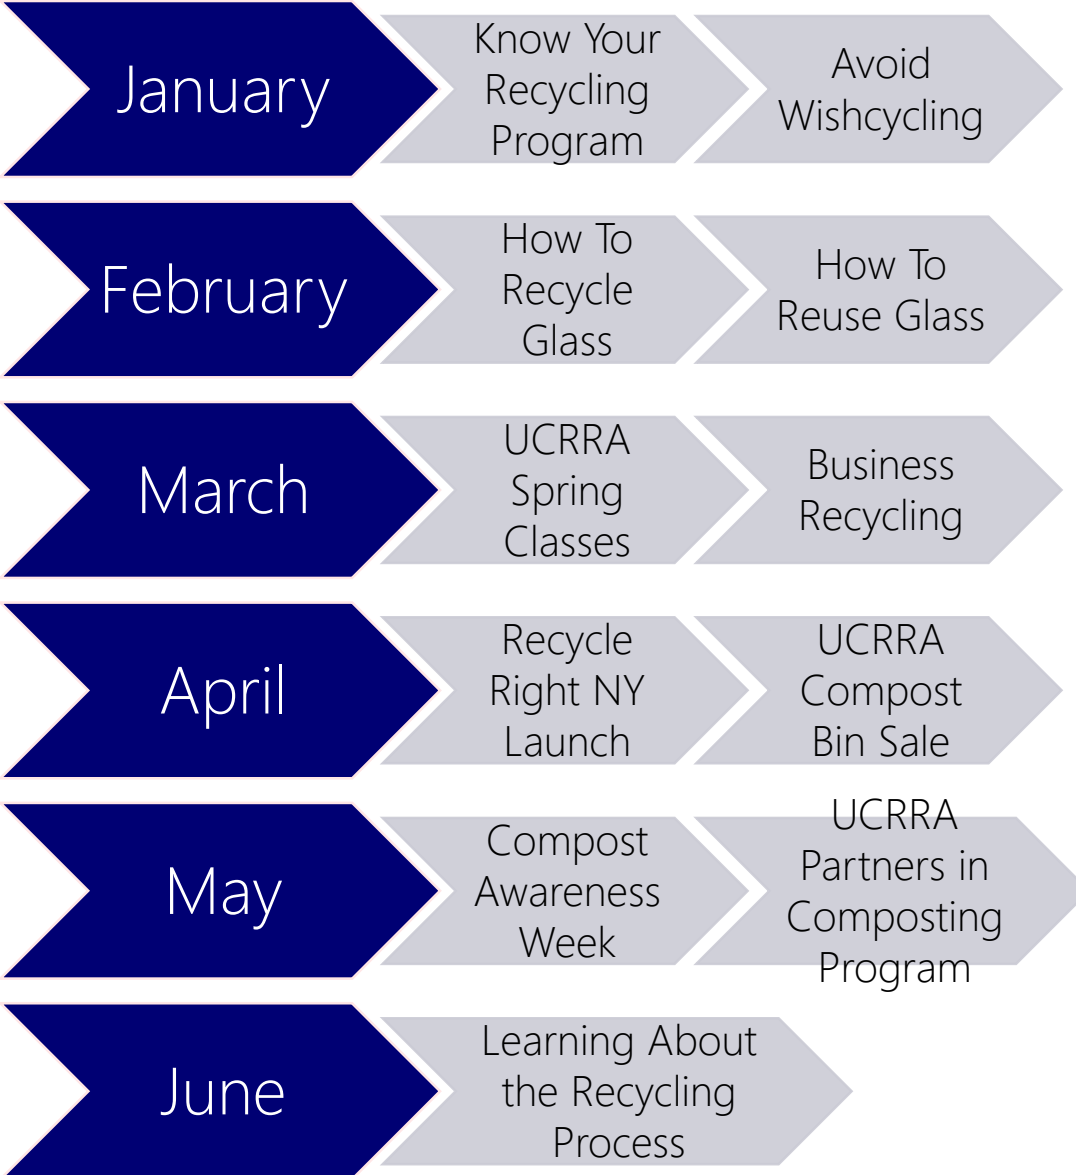 January
Know Your
Recycling
Program
Avoid
Wishcycling
February
How To
Recycle
Glass
How To
Reuse Glass
March
UCRRA
Spring
Classes
Business
Recycling
April
Recycle
Right NY
Launch
UCRRA
Compost
Bin Sale
May
Compost
Awareness
Week
UCRRA
Partners in
Composting
Program
June
Learning About
the Recycling
Process